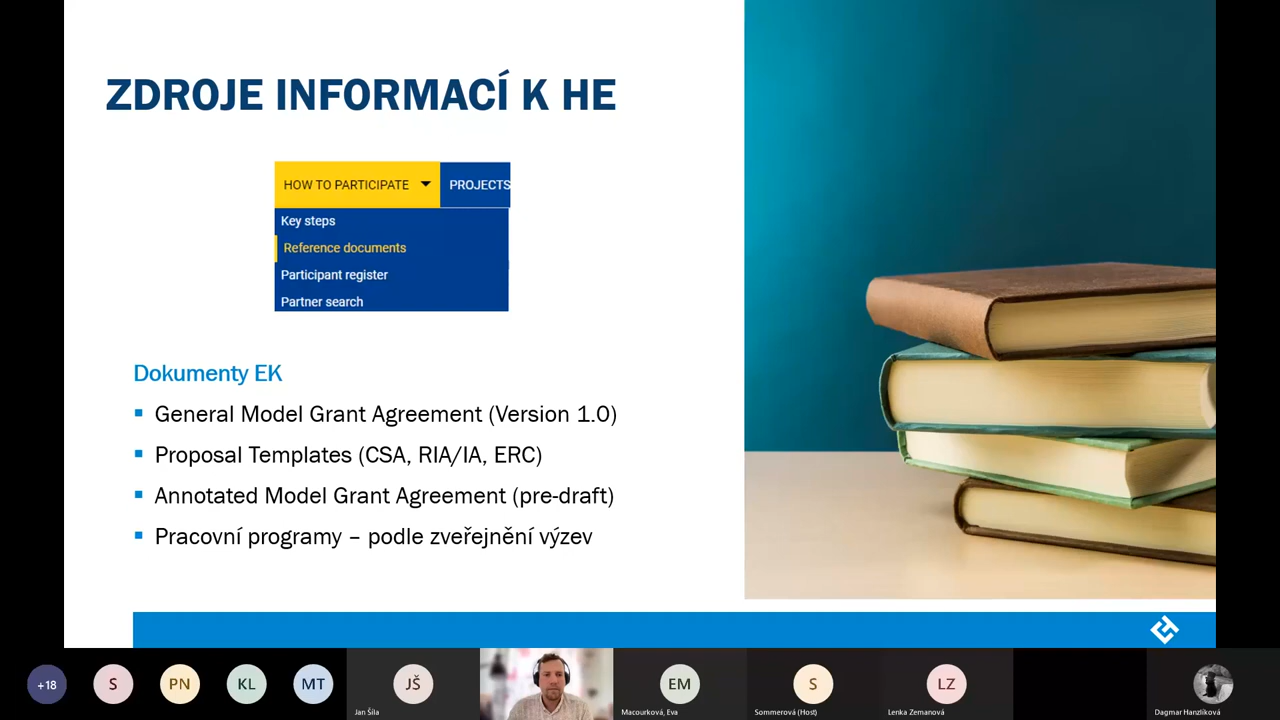 ZDROJE INFORMACÍ K HE
HOW TO PARTICIPATE
PROJECTS
Key steps
Reference documents
Participant register
Partner search
Dokumenty EK
General Model Grant Agreement (Version 1.0)
Proposal Templates (CSA, RIA/IA, ERC)
Annotated Model Grant Agreement (pre-draft)
Pracovní programy – podle zveřejnění výzev
+18
S
PN
KL
MT
JŠ
Jan Šíla
EM
Macourková, Eva
S
Sommerová (Host)
LZ
Lenka Zemanová
Dagmar Hanzlíková